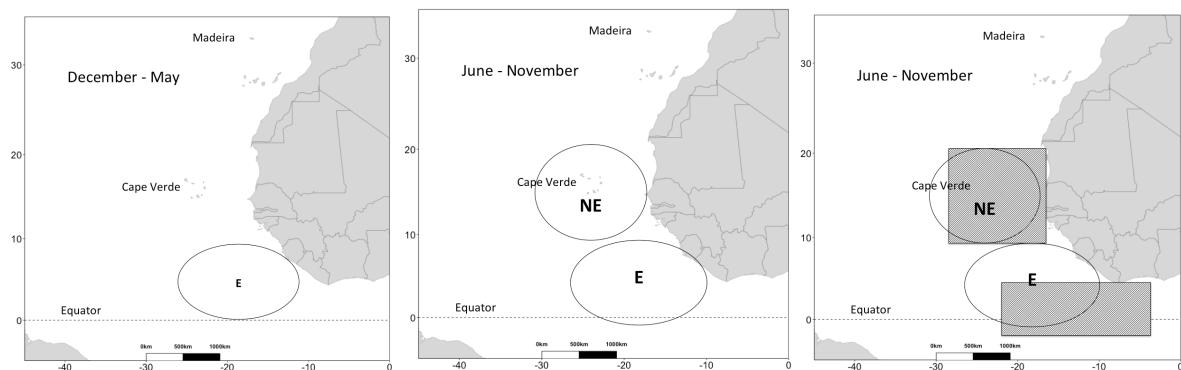 Madeira
30
December - May
20
Cape Verde
10
E
Equator
0
0km 500km 1000km
-40 -30 -20 -10 0
Madeira
30
June - November
20
Cape Verde
NE
10
E
Equator
0
0km 500km 1000km
-40 -30 -20 -10 0
Madeira
30
June - November
20
Cape Verde
NE
10
E
Equator
0
0km 500km 1000km
-40 -30 -20 -10 0